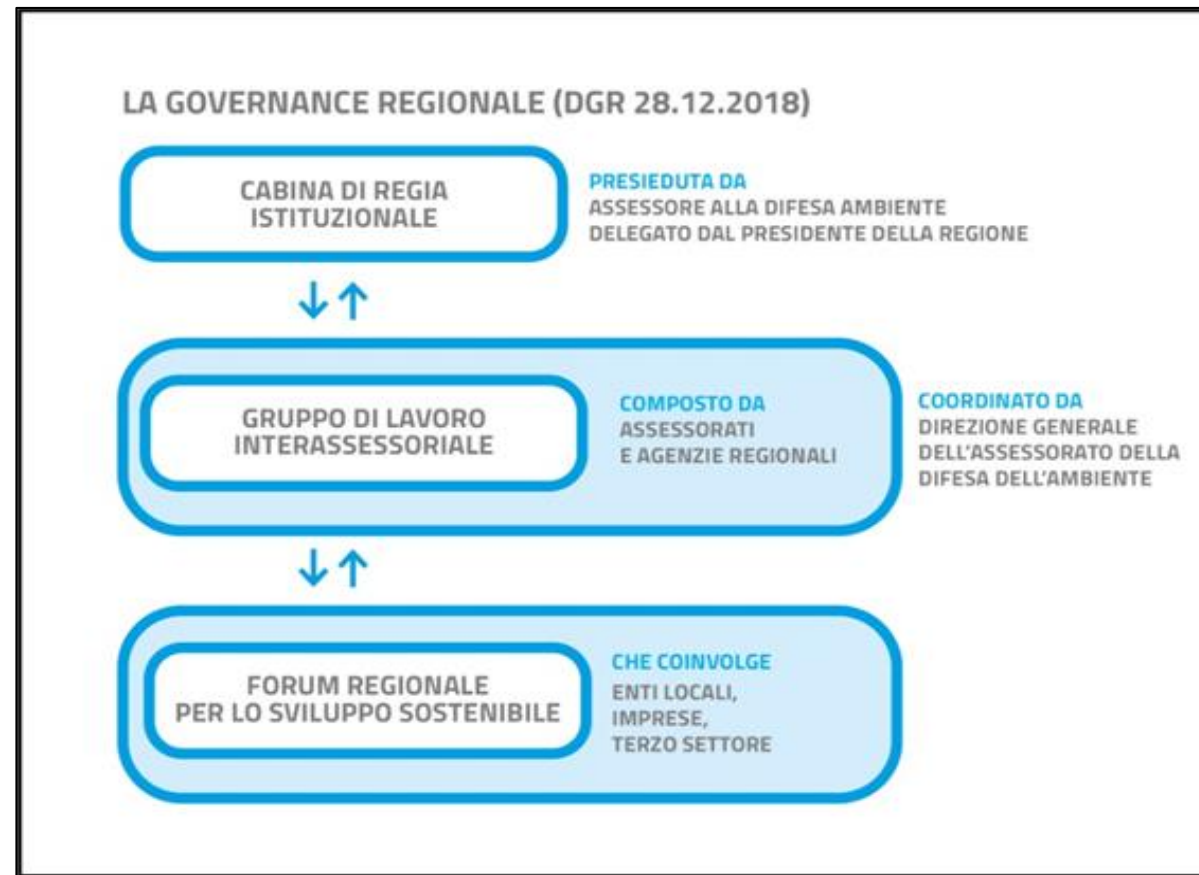 LA GOVERNANCE REGIONALE (DGR 28.12.2018)
CABINA DI REGIA
ISTITUZIONALE
PRESIEDUTA DA
ASSESSORE ALLA DIFESA AMBIENTE
DELEGATO DAL PRESIDENTE DELLA REGIONE
GRUPPO DI LAVORO
INTERASSESSORIALE
COMPOSTO DA
ASSESSORATI
E AGENZIE REGIONALI
COORDINATO DA
DIREZIONE GENERALE
DELL'ASSESSORATO DELLA
DIFESA DELL'AMBIENTE
FORUM REGIONALE
PER LO SVILUPPO SOSTENIBILE
CHE COINVOLGE
ENTI LOCALI,
IMPRESE,
TERZO SETTORE